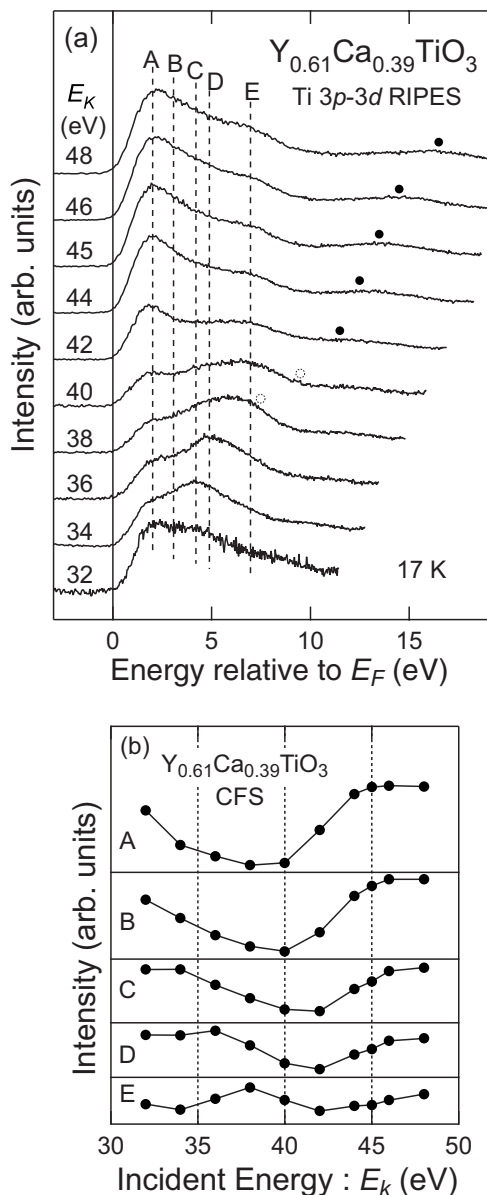 (a)
Y0.61Ca0.39TiO3
Ti 3p-3d RIPES
A
B
C
D
E
EK
(eV)
48
46
45
44
42
40
38
36
34
32
17 K
Intensity (arb. units)
0
5
10
15
Energy relative to EF (eV)
(b)
Y0.61Ca0.39TiO3
CFS
A
B
C
D
E
Intensity (arb. units)
30
35
40
45
50
Incident Energy : Ek (eV)